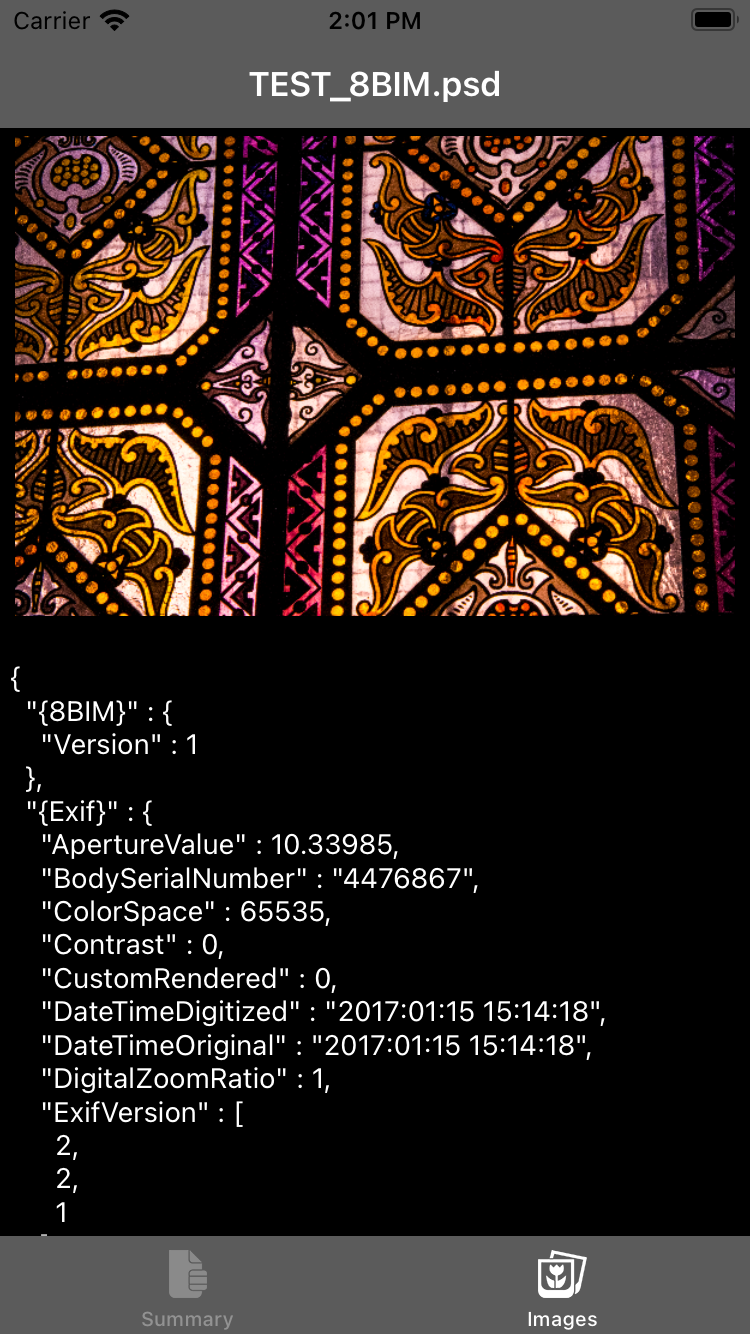 Carrier 2:01 PM
TEST_8BIM.psd
{
"{8BIM}" : {
"Version" : 1
},
"{Exif}" : {
"ApertureValue" : 10.33985,
"BodySerialNumber" : "4476867",
"ColorSpace" : 65535,
"Contrast" : 0,
"CustomRendered" : 0,
"DateTimeDigitized" : "2017:01:15 15:14:18",
"DateTimeOriginal" : "2017:01:15 15:14:18",
"DigitalZoomRatio" : 1,
"ExifVersion" : [
2,
2,
1
Summary Images